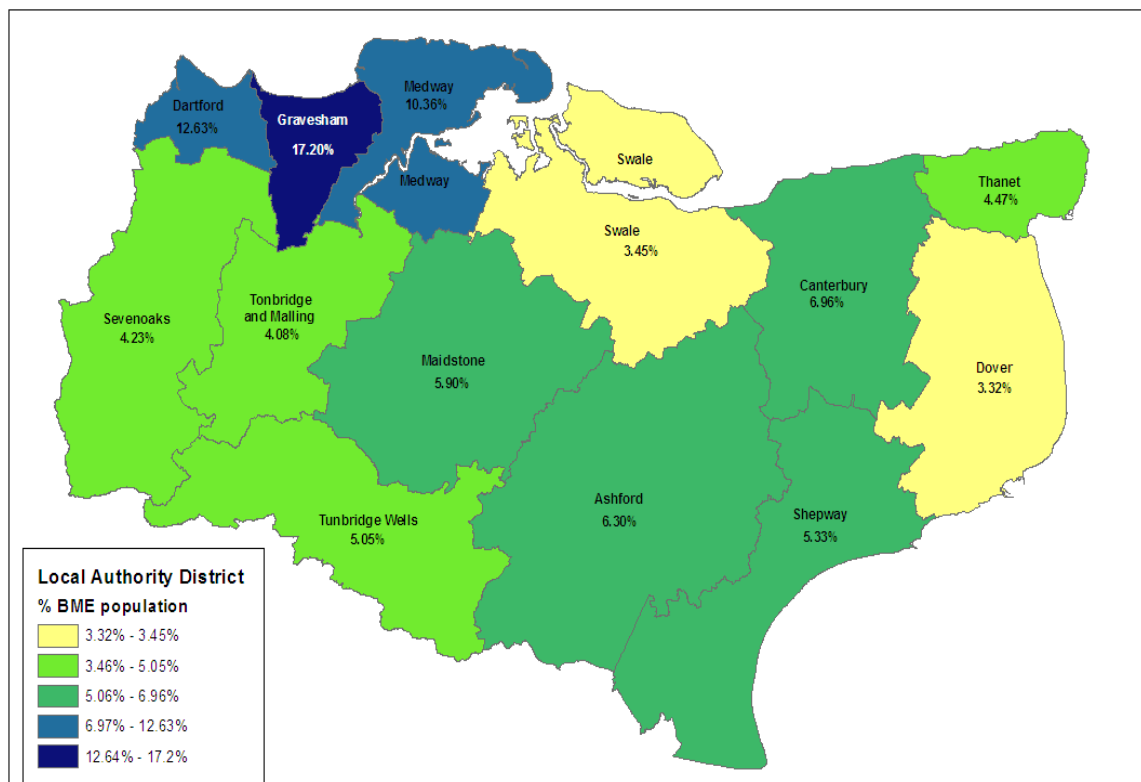 Medway
10.36%
Dartford
12.63%
Gravesham
17.20%
Medway
Swale
Thanet
4.47%
Swale
3.45%
Canterbury
6.96%
Sevenoaks
4.23%
Tonbridge
and Malling
4.08%
Maidstone
5.90%
Dover
3.32%
Ashford
6.30%
Shepway
5.33%
Tunbridge Wells
5.05%
Local Authority District
% BME population
3.32% - 3.45%
3.46% - 5.05%
5.06% - 6.96%
6.97% - 12.63%
12.64% - 17.2%